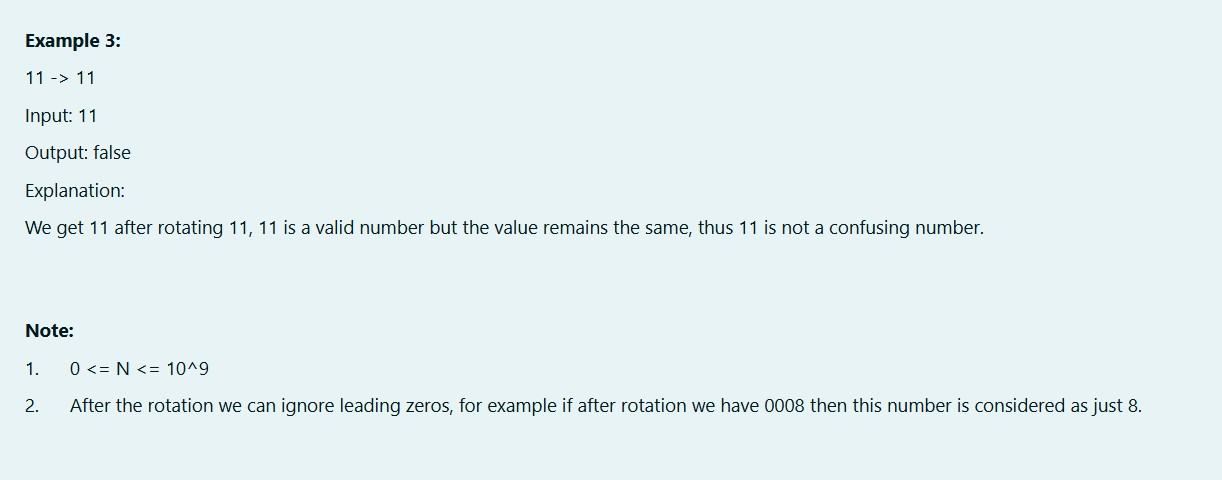 Example 3:
11 -> 11
Input: 11
Output: false
Explanation:
We get 11 after rotating 11, 11 is a valid number but the value remains the same, thus 11 is not a confusing number.
Note:
1. 0 <= N <= 10^9
2. After the rotation we can ignore leading zeros, for example if after rotation we have 0008 then this number is considered as just 8.